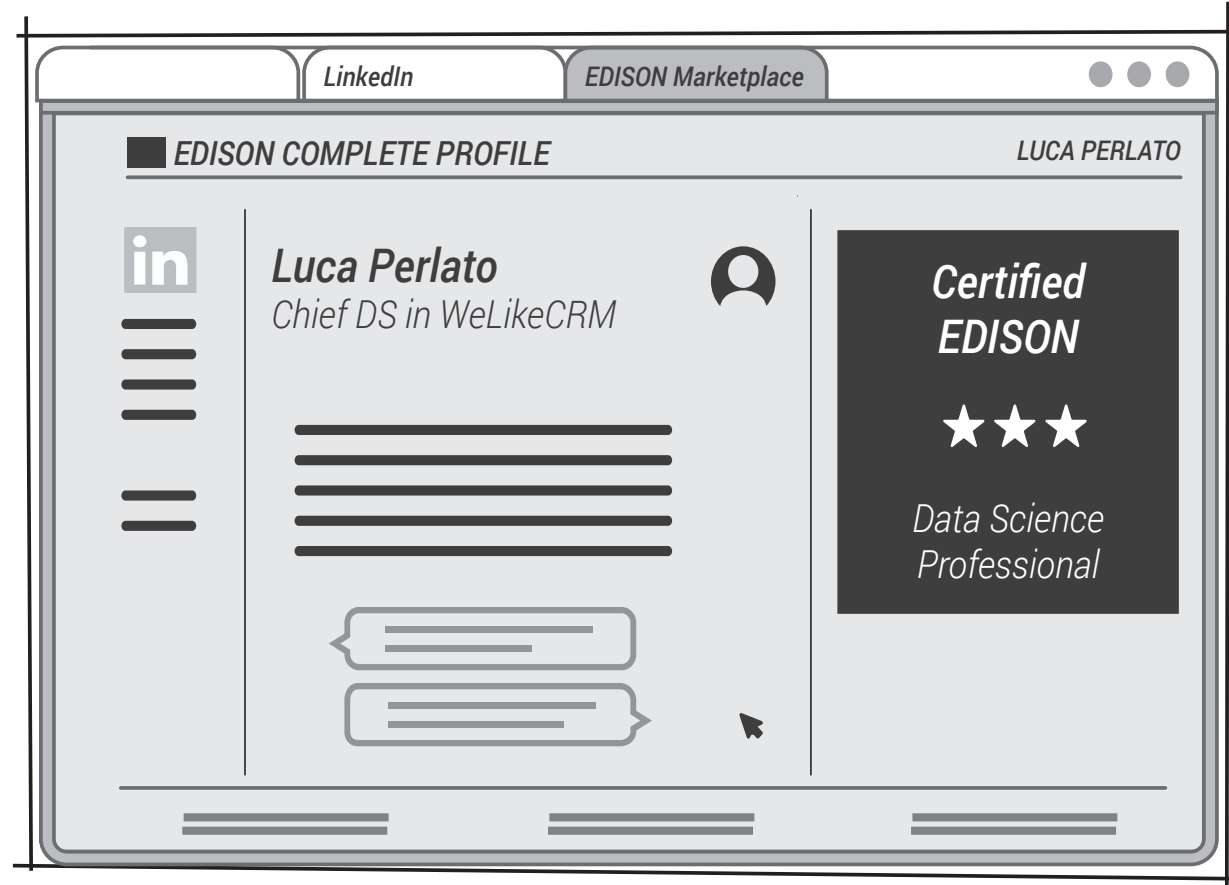 LinkedIn
EDISON Marketplace
EDISON COMPLETE PROFILE
LUCA PERLATO
in
Luca Perlato
Chief DS in WeLikeCRM
Certified
EDISON
Data Science
Professional